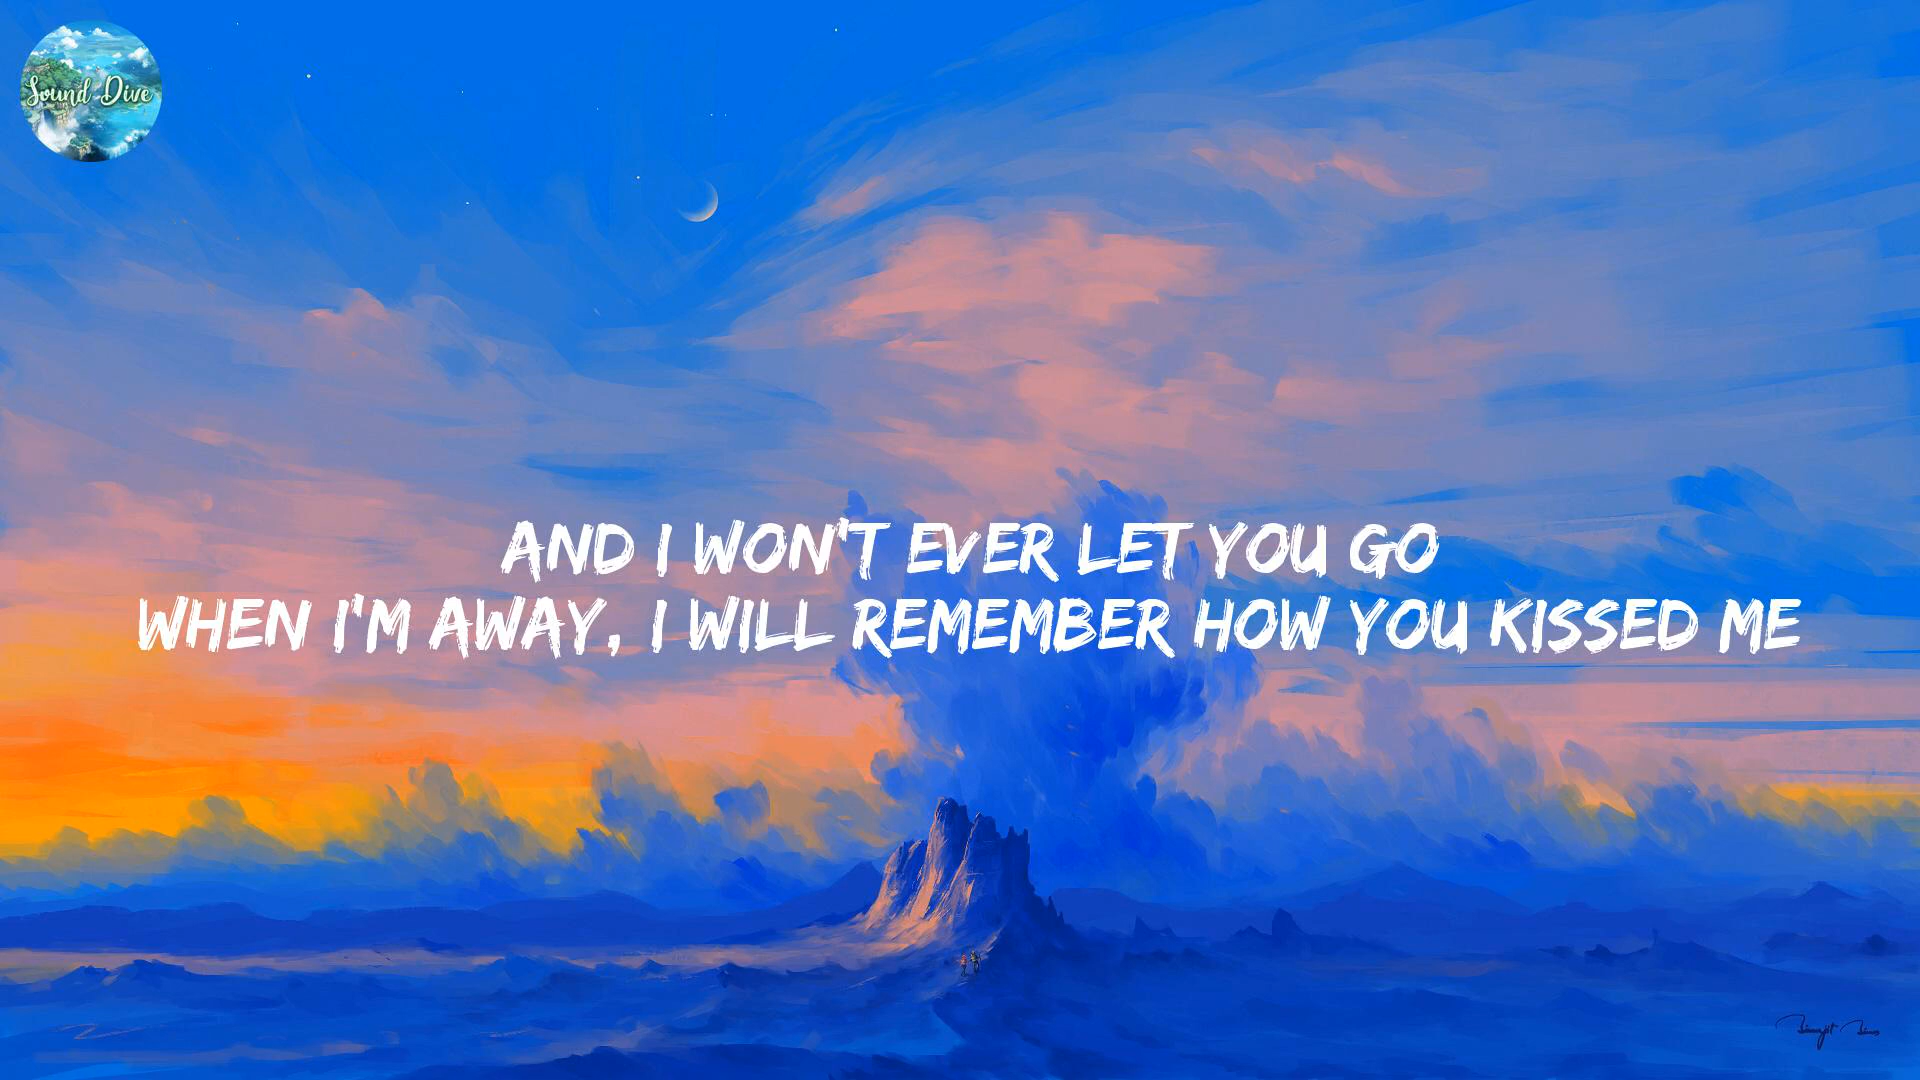 Sound-Dive
AND I WON'T EVER LET YOU GO
WHEN I'M AWAY, I WILL REMEMBER HOW YOU KISSED ME